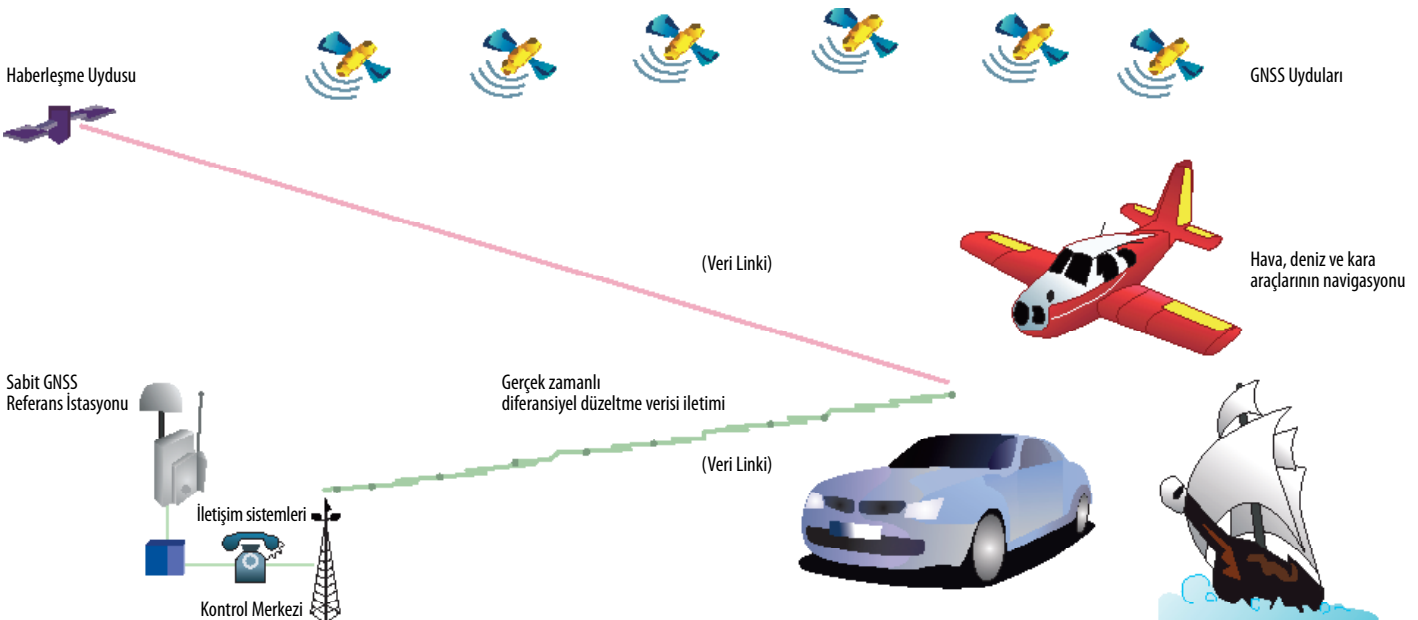 Haberleşme Uydusu
GNSS Uyduları
(Veri Linki)
Hava, deniz ve kara
araçlarının navigasyonu
Sabit GNSS
Referans İstasyonu
Gerçek zamanlı
diferansiyel düzeltme verisi iletimi
(Veri Linki)
İletişim sistemleri
Kontrol Merkezi